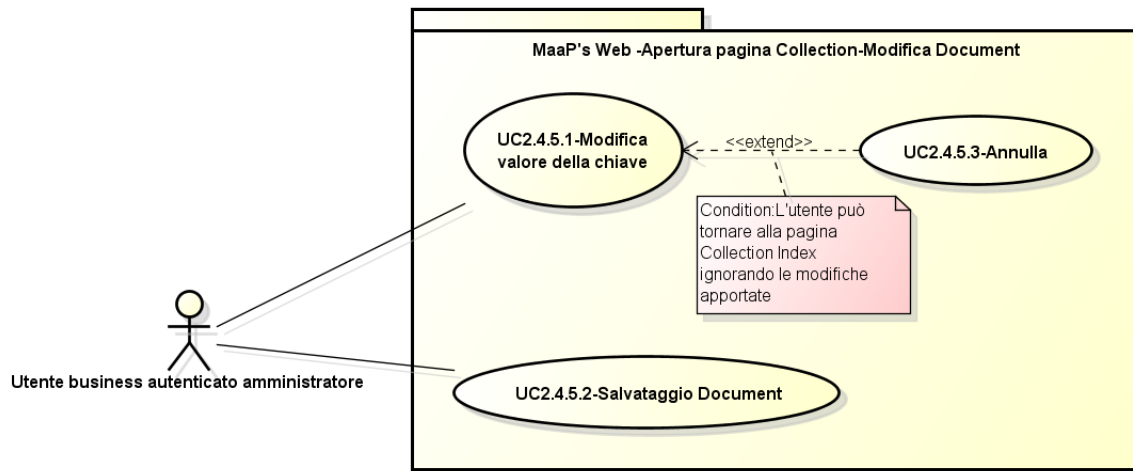 MaaP's Web -Apertura pagina Collection-Modifica Document
UC2.4.5.1-Modifica
valore della chiave
<<extend>>
UC2.4.5.3-Annulla
Condition:L'utente può
tornare alla pagina
Collection Index
ignorando le modifiche
apportate
Utente business autenticato amministratore
UC2.4.5.2-Salvataggio Document